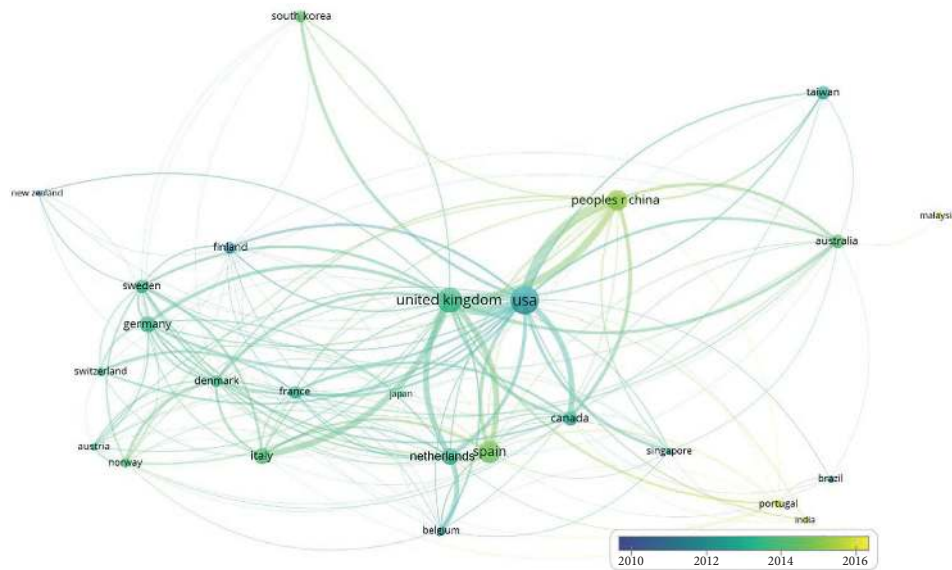 south korea
taiwan
new zealand
peoples r china
malaysi
finland
australia
sweden
united kingdom
usa
germany
switzerland
denmark
france
japan
canada
austria
norway
italy
netherlands
spain
singapore
brazil
portugal
india
belgium
2010 2012 2014 2016